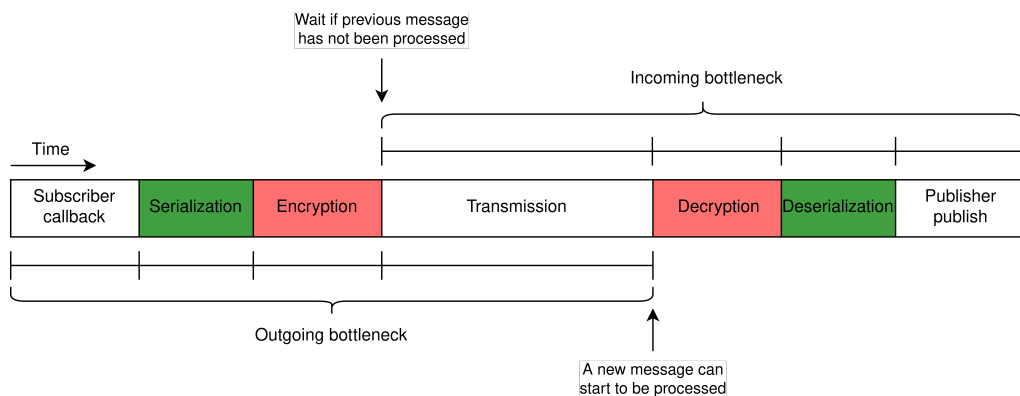 Wait if previous message
has not been processed
Incoming bottleneck
Time
Subscriber
callback
Serialization
Encryption
Transmission
Decryption
Deserialization
Publisher
publish
Outgoing bottleneck
A new message can
start to be processed